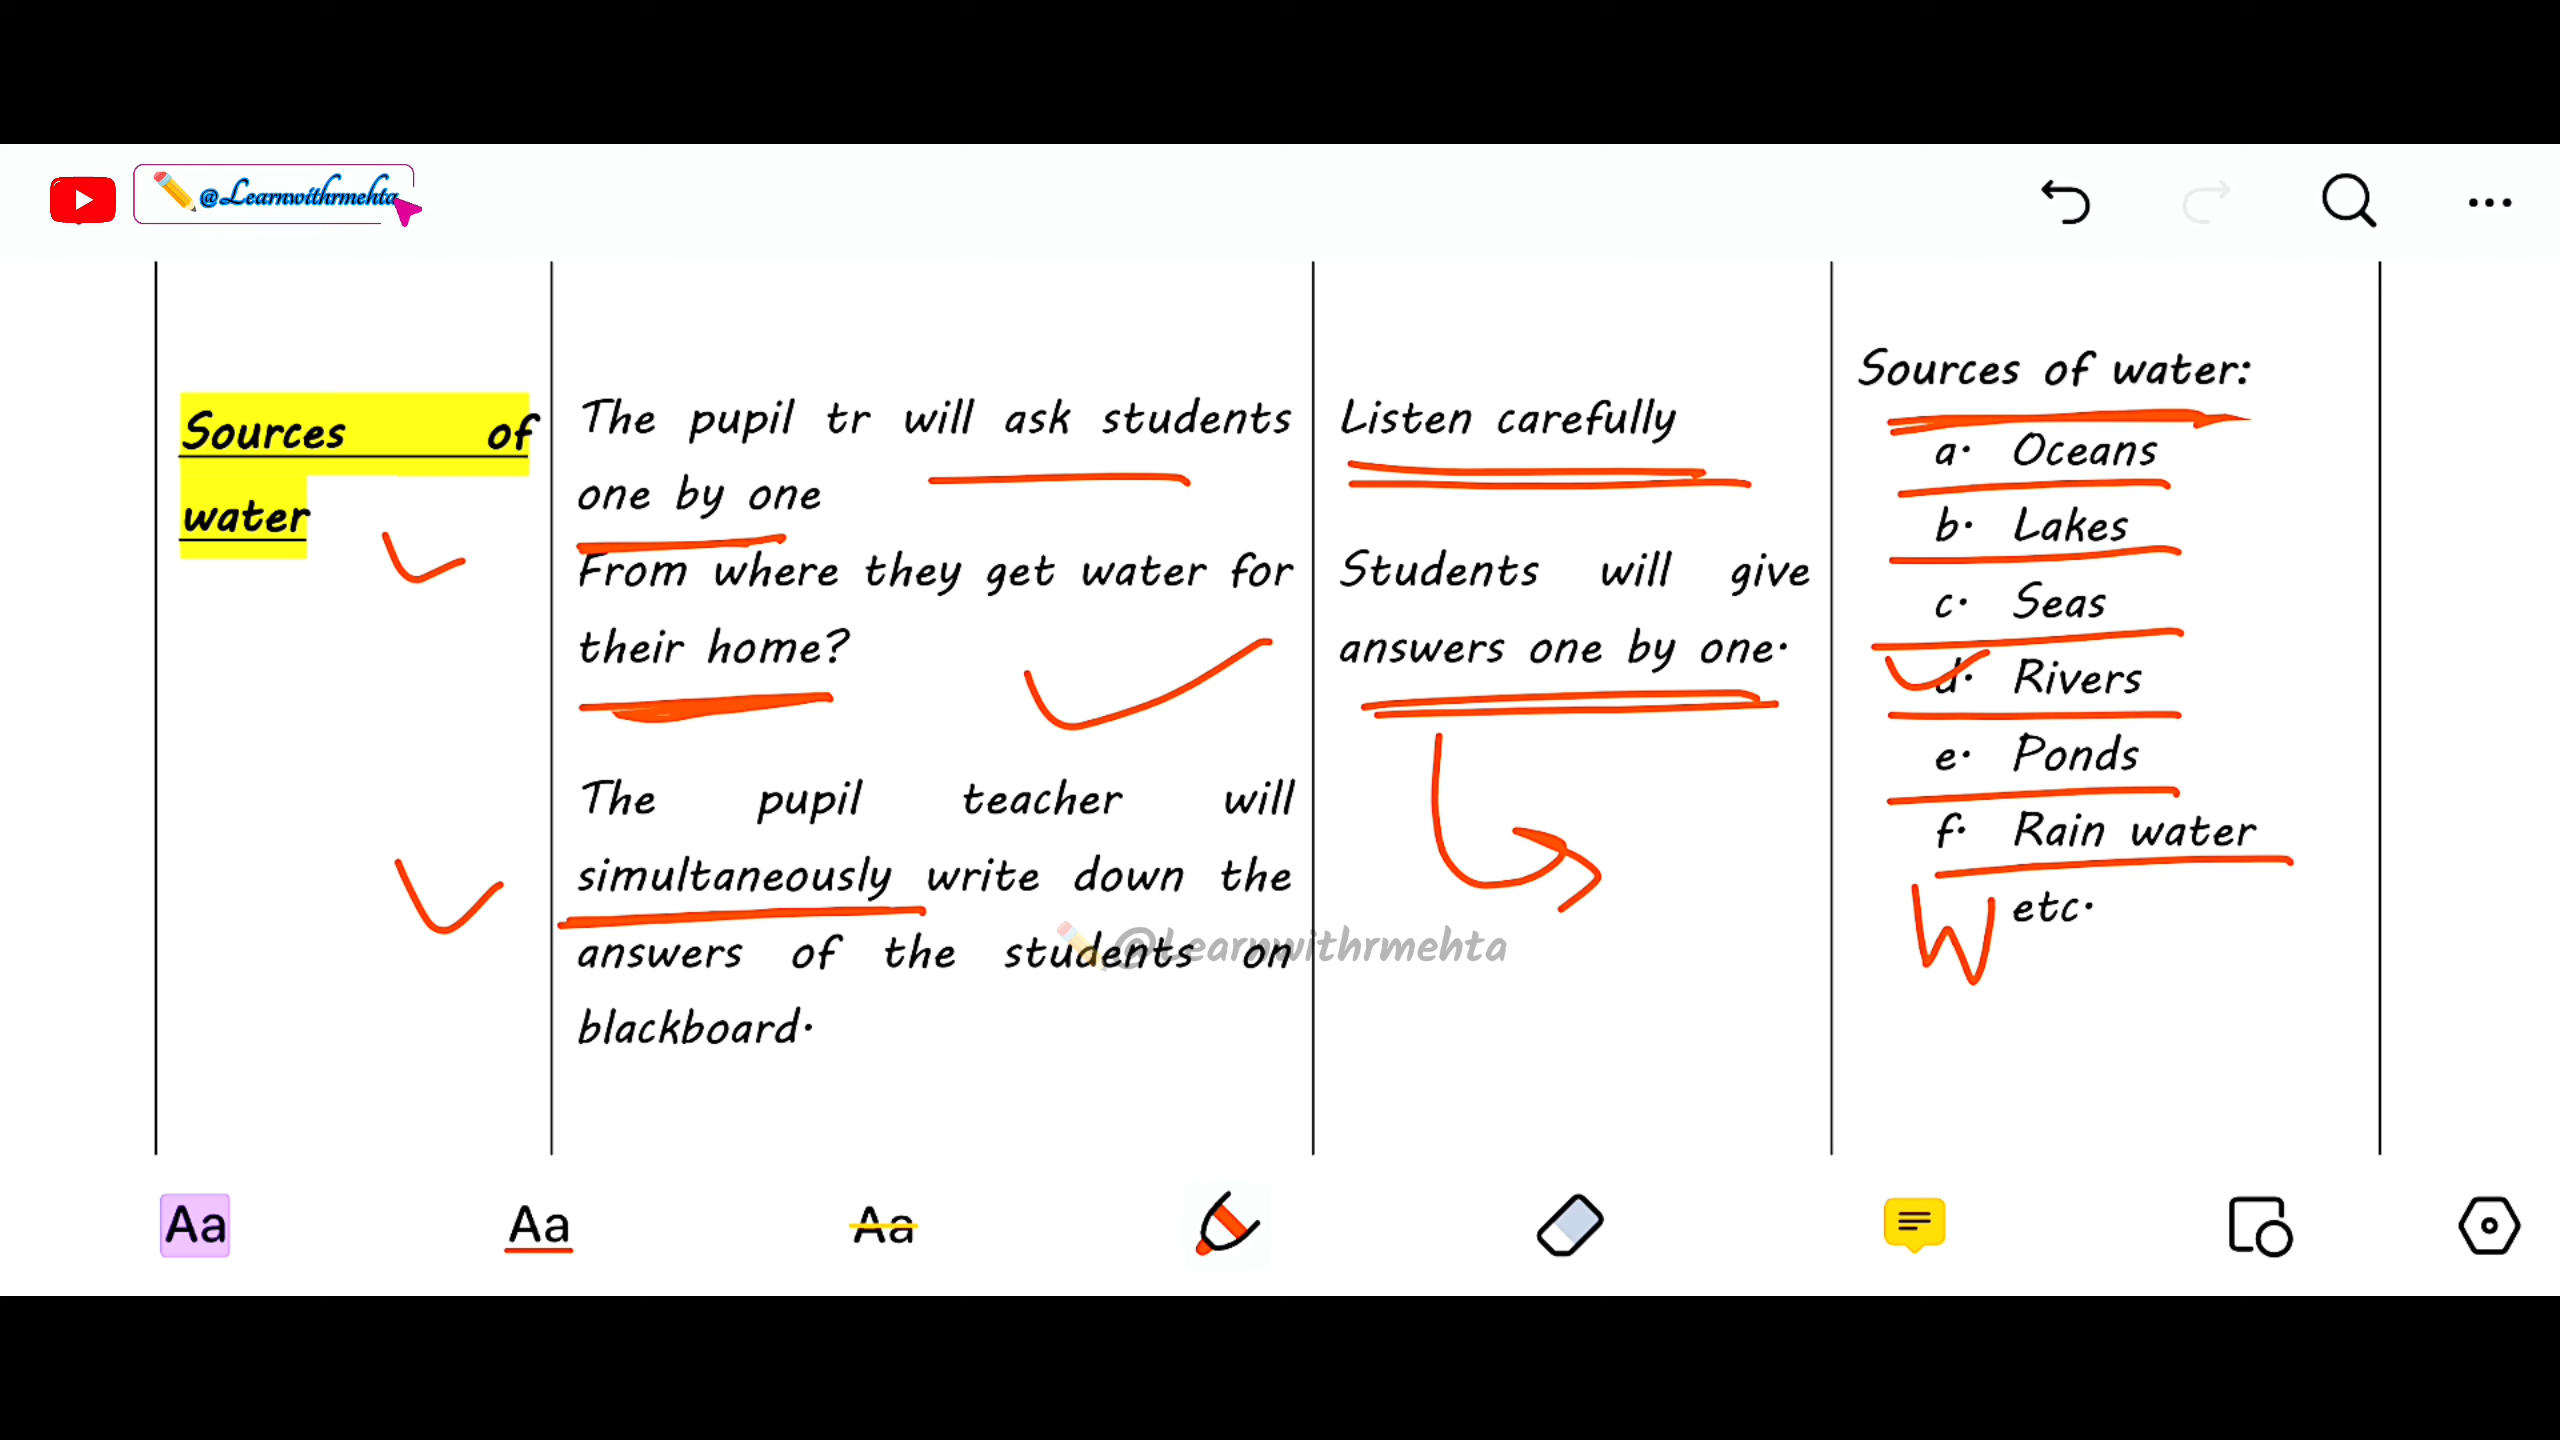 @Learnwithrmehta
Sources of
water
The pupil tr will ask students
one by one
From where they get water for
their home?
The pupil teacher will
simultaneously write down the
answers of the students on
blackboard.
Listen carefully
Students will give
answers one by one.
Sources of water:
a. Oceans
b. Lakes
c. Seas
d. Rivers
e. Ponds
f. Rain water
etc.
W
@Learnwithrmehta
Aa
Aa
Aa